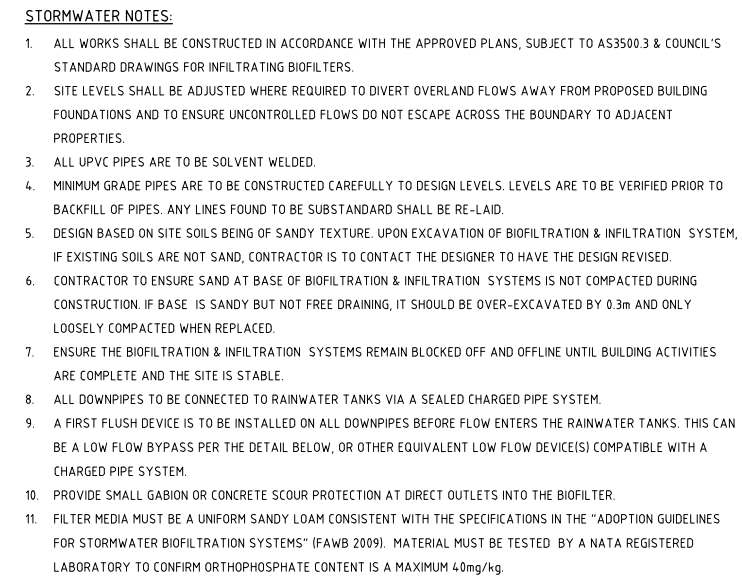 STORMWATER NOTES:
1. ALL WORKS SHALL BE CONSTRUCTED IN ACCORDANCE WITH THE APPROVED PLANS, SUBJECT TO AS3500.3 & COUNCIL'S
STANDARD DRAWINGS FOR INFILTRATING BIOFILTERS.
2. SITE LEVELS SHALL BE ADJUSTED WHERE REQUIRED TO DIVERT OVERLAND FLOWS AWAY FROM PROPOSED BUILDING
FOUNDATIONS AND TO ENSURE UNCONTROLLED FLOWS DO NOT ESCAPE ACROSS THE BOUNDARY TO ADJACENT
PROPERTIES.
3. ALL UPVC PIPES ARE TO BE SOLVENT WELDED.
4. MINIMUM GRADE PIPES ARE TO BE CONSTRUCTED CAREFULLY TO DESIGN LEVELS. LEVELS ARE TO BE VERIFIED PRIOR TO
BACKFILL OF PIPES. ANY LINES FOUND TO BE SUBSTANDARD SHALL BE RE-LAID.
5. DESIGN BASED ON SITE SOILS BEING OF SANDY TEXTURE. UPON EXCAVATION OF BIOFILTRATION & INFILTRATION SYSTEM,
IF EXISTING SOILS ARE NOT SAND, CONTRACTOR IS TO CONTACT THE DESIGNER TO HAVE THE DESIGN REVISED.
6. CONTRACTOR TO ENSURE SAND AT BASE OF BIOFILTRATION & INFILTRATION SYSTEMS IS NOT COMPACTED DURING
CONSTRUCTION. IF BASE IS SANDY BUT NOT FREE DRAINING, IT SHOULD BE OVER-EXCAVATED BY 0.3m AND ONLY
LOOSELY COMPACTED WHEN REPLACED.
7. ENSURE THE BIOFILTRATION & INFILTRATION SYSTEMS REMAIN BLOCKED OFF AND OFFLINE UNTIL BUILDING ACTIVITIES
ARE COMPLETE AND THE SITE IS STABLE.
8. ALL DOWNPIPES TO BE CONNECTED TO RAINWATER TANKS VIA A SEALED CHARGED PIPE SYSTEM.
9. A FIRST FLUSH DEVICE IS TO BE INSTALLED ON ALL DOWNPIPES BEFORE FLOW ENTERS THE RAINWATER TANKS. THIS CAN
BE A LOW FLOW BYPASS PER THE DETAIL BELOW, OR OTHER EQUIVALENT LOW FLOW DEVICE(S) COMPATIBLE WITH A
CHARGED PIPE SYSTEM.
10. PROVIDE SMALL GABION OR CONCRETE SCOUR PROTECTION AT DIRECT OUTLETS INTO THE BIOFILTER.
11. FILTER MEDIA MUST BE A UNIFORM SANDY LOAM CONSISTENT WITH THE SPECIFICATIONS IN THE "ADOPTION GUIDELINES
FOR STORMWATER BIOFILTRATION SYSTEMS" (FAWB 2009). MATERIAL MUST BE TESTED BY A NATA REGISTERED
LABORATORY TO CONFIRM ORTHOPHOSPHATE CONTENT IS A MAXIMUM 40mg/kg.